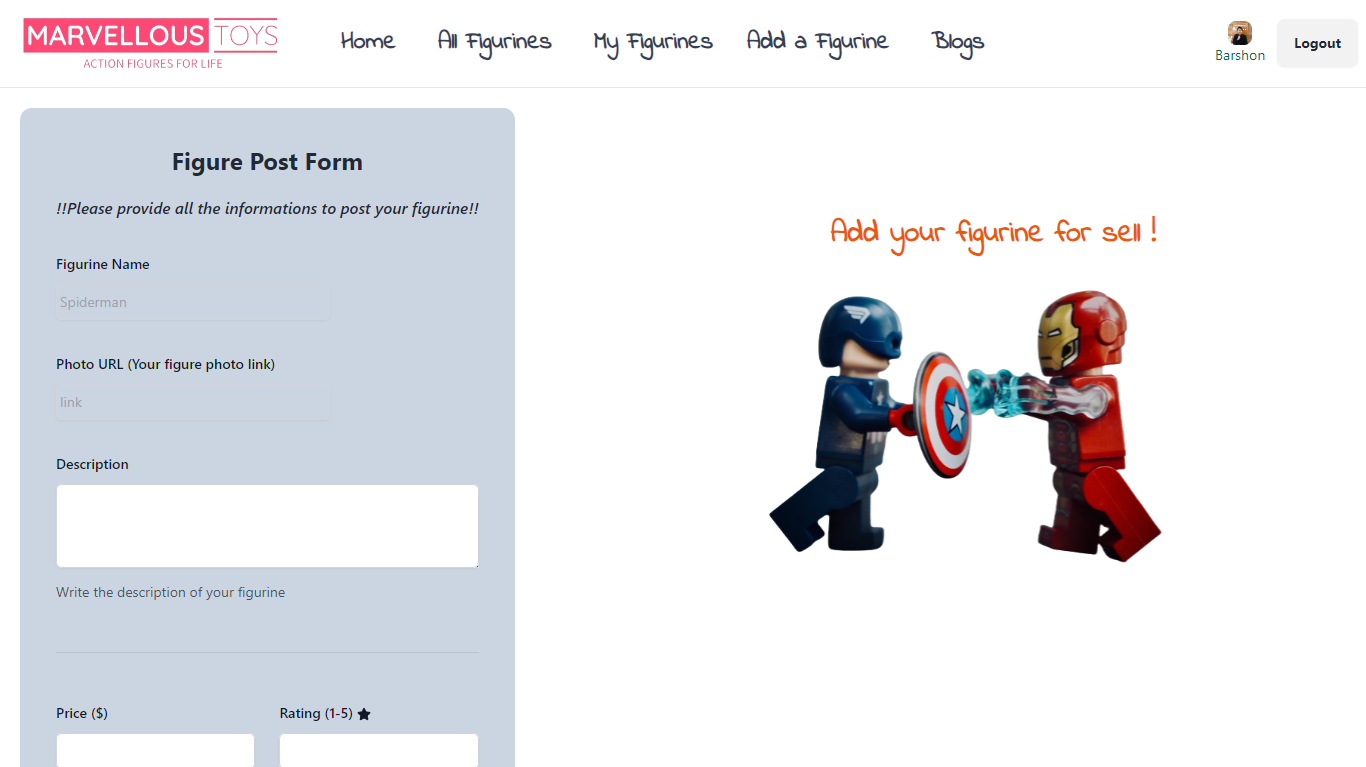 MARVELLOUS TOYS
ACTION FIGURES FOR LIFE
Home All Figurines My Figurines Add a Figurine Blogs
Barshon
Logout
Figure Post Form
!!Please provide all the informations to post your figurine!!
Figurine Name
Spiderman
Photo URL (Your figure photo link)
link
Description
Write the description of your figurine
Price ($) Rating (1-5)
Add your figurine for sell !